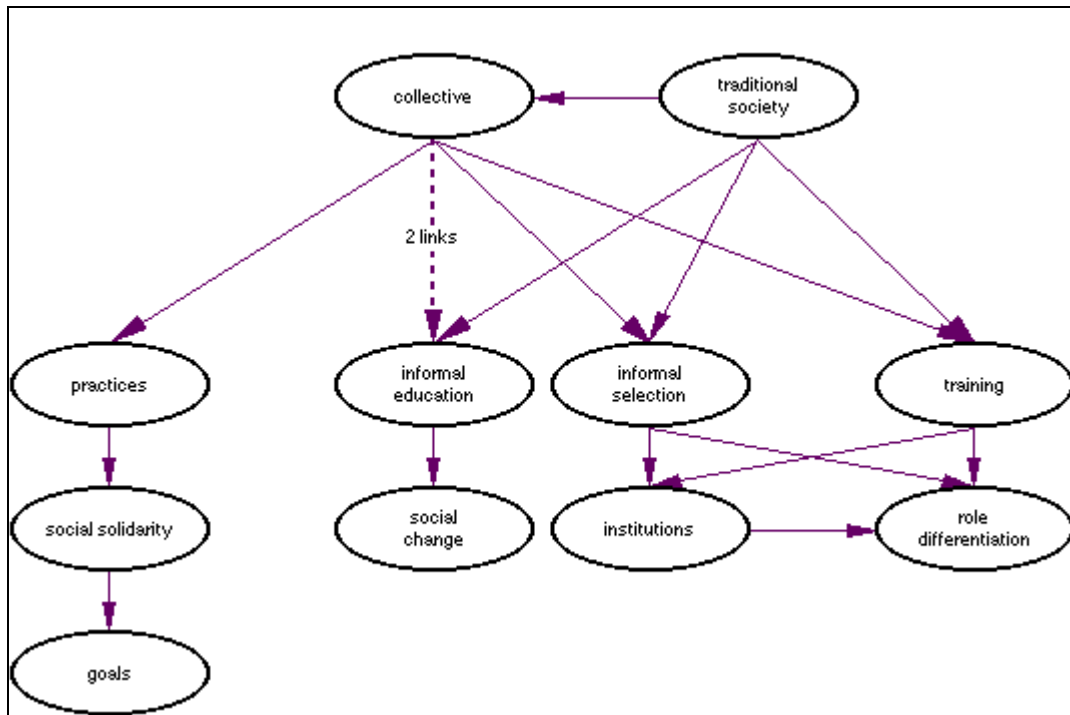 collective
traditional
society
2 links
practices
informal
education
informal
selection
training
social solidarity
social
change
institutions
role
differentiation
goals